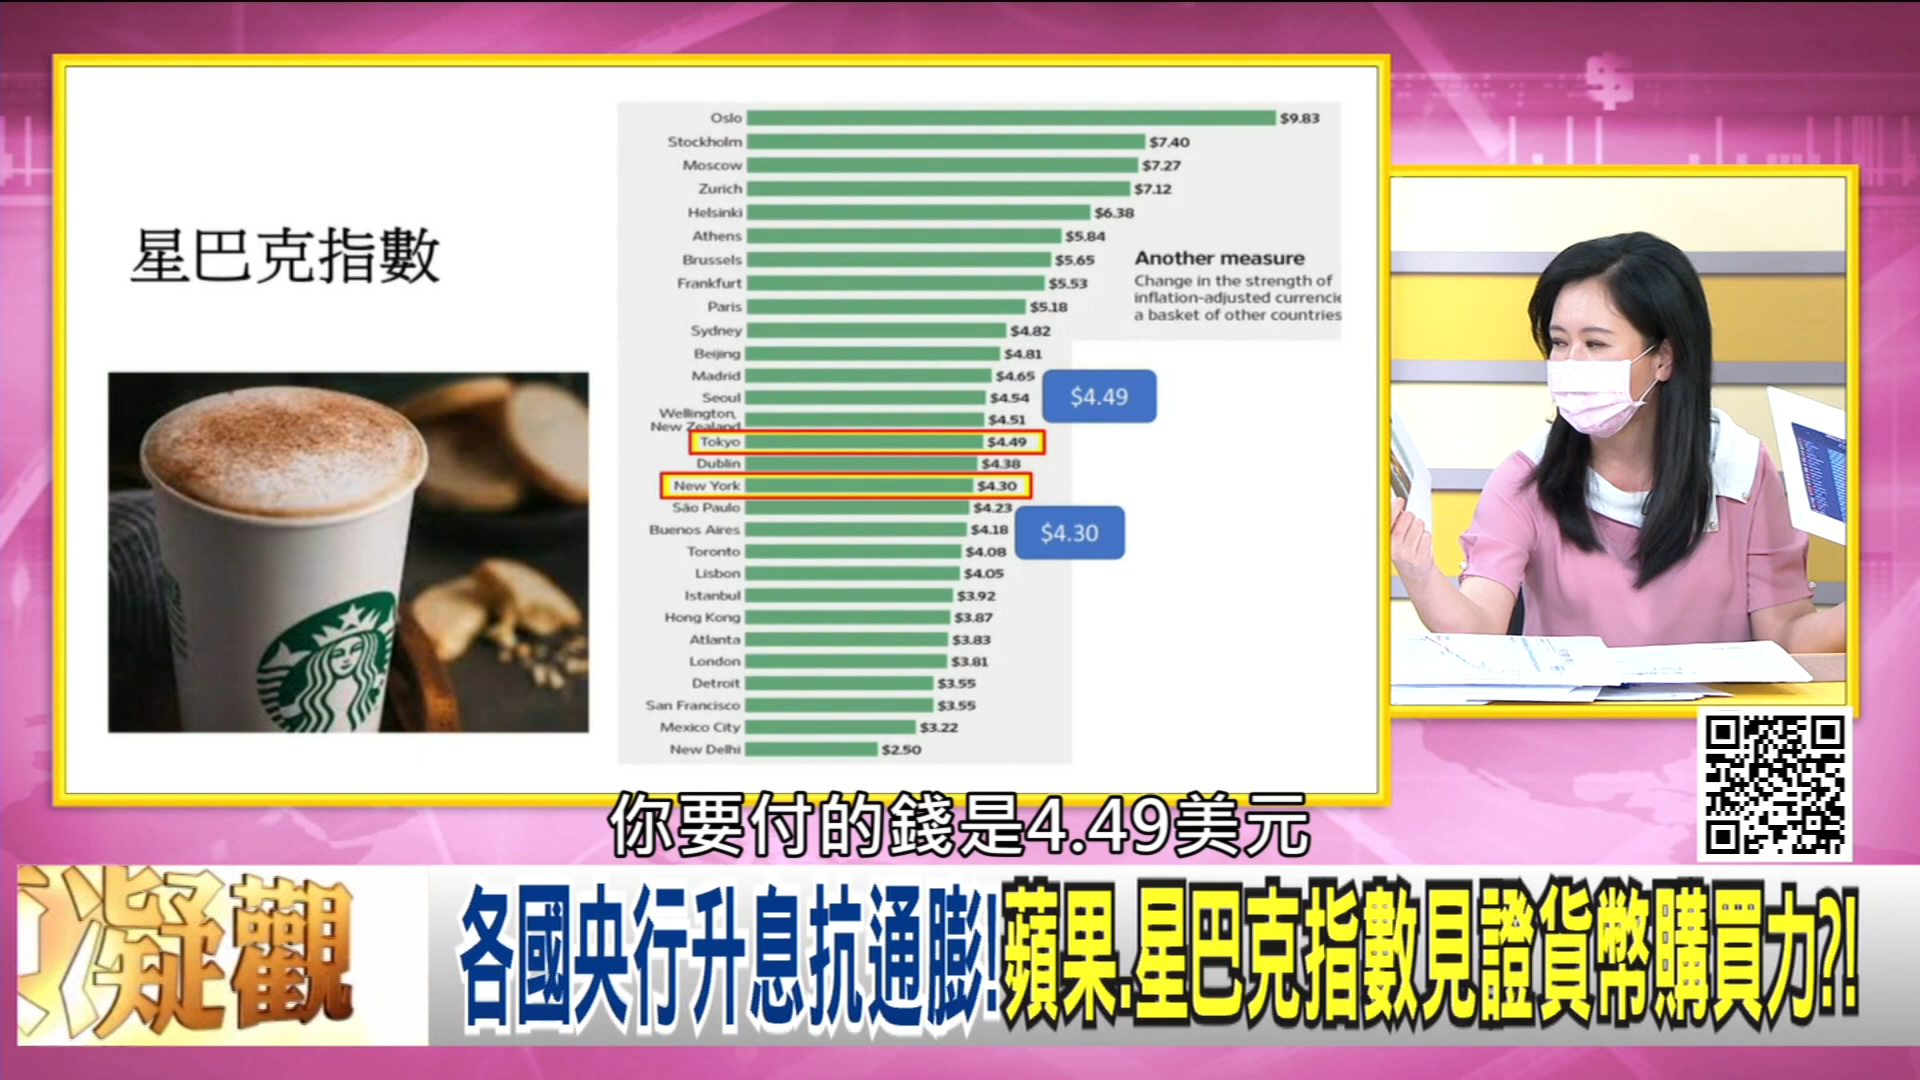 星巴克指數
Oslo $9.83
Stockholm $7.40
Moscow $7.27
Zurich $7.12
Helsinki $6.38
Athens $5.84
Brussels $5.65
Frankfurt $5.53
Paris $5.18
Sydney $4.82
Beijing $4.81
Madrid $4.65
Seoul $4.54
Wellington,
New Zealand $4.51
Tokyo $4.49
Dublin $4.38
New York $4.30
São Paulo $4.23
Buenos Aires $4.18
Toronto $4.08
Lisbon $4.05
Istanbul $3.92
Hong Kong $3.87
Atlanta $3.83
London $3.81
Detroit $3.55
San Francisco $3.55
Mexico City $3.22
New Delhi $2.50
Another measure
Change in the strength of
inflation-adjusted currencie
a basket of other countries
$4.49
$4.30
你要付的錢是4.49美元
凝觀
各國央行升息抗通膨!蘋果.星巴克指數見證貨幣購買力?!